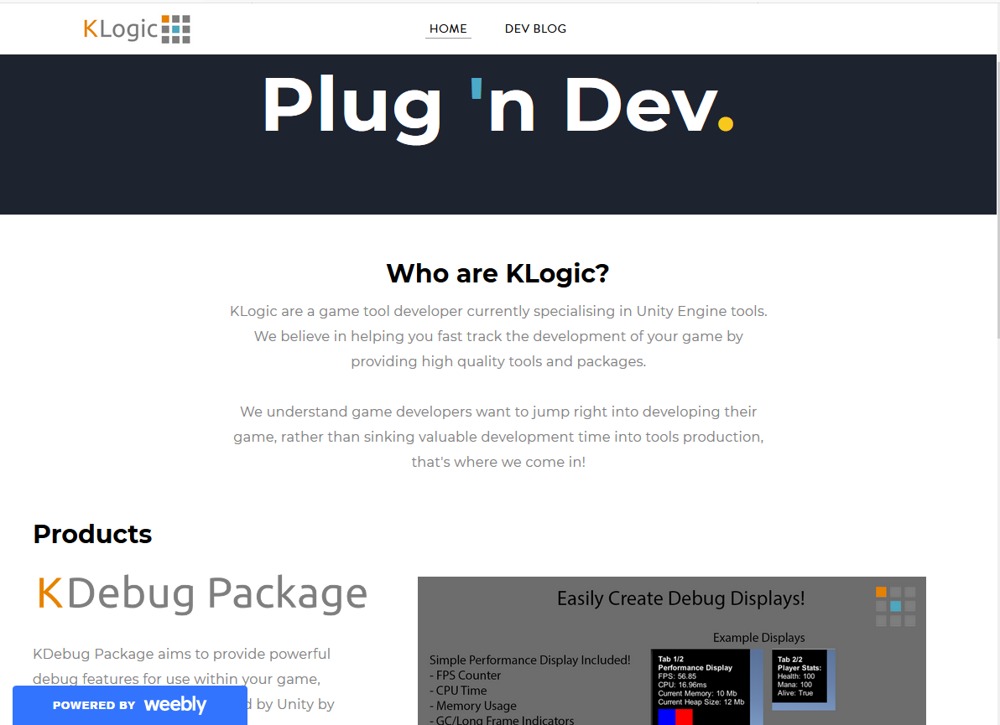 KLogic
HOME
DEV BLOG
Plug 'n Dev.
Who are KLogic?
KLogic are a game tool developer currently specialising in Unity Engine tools.
We believe in helping you fast track the development of your game by
providing high quality tools and packages.
We understand game developers want to jump right into developing their
game, rather than sinking valuable development time into tools production,
that's where we come in!
Products
KDebug Package
KDebug Package aims to provide powerful
debug features for use within your game,
d by Unity by
POWERED BY weebly
Easily Create Debug Displays!
Example Displays
Simple Performance Display Included!
- FPS Counter
- CPU Time
- Memory Usage
- GC/Long Frame Indicators
Tab 1/2
Performance Display
FPS: 56.85
CPU: 16.96ms
Current Memory: 10 Mb
Current Heap Size: 12 Mb
Tab 2/2
Player Stats:
Health: 100
Mana: 100
Alive: True